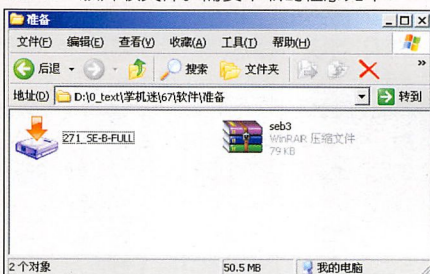 准备
文件(F) 编辑(E) 查看(V) 收藏(A) 工具(T) 帮助(H)
后退 搜索 文件夹 »
地址(D) D:\0_text\掌机迷\67\软件\准备 转到
271_SE-B-FULL
seb3
WinRAR 压缩文件
79 KB
2 个对象 50.5 MB 我的电脑